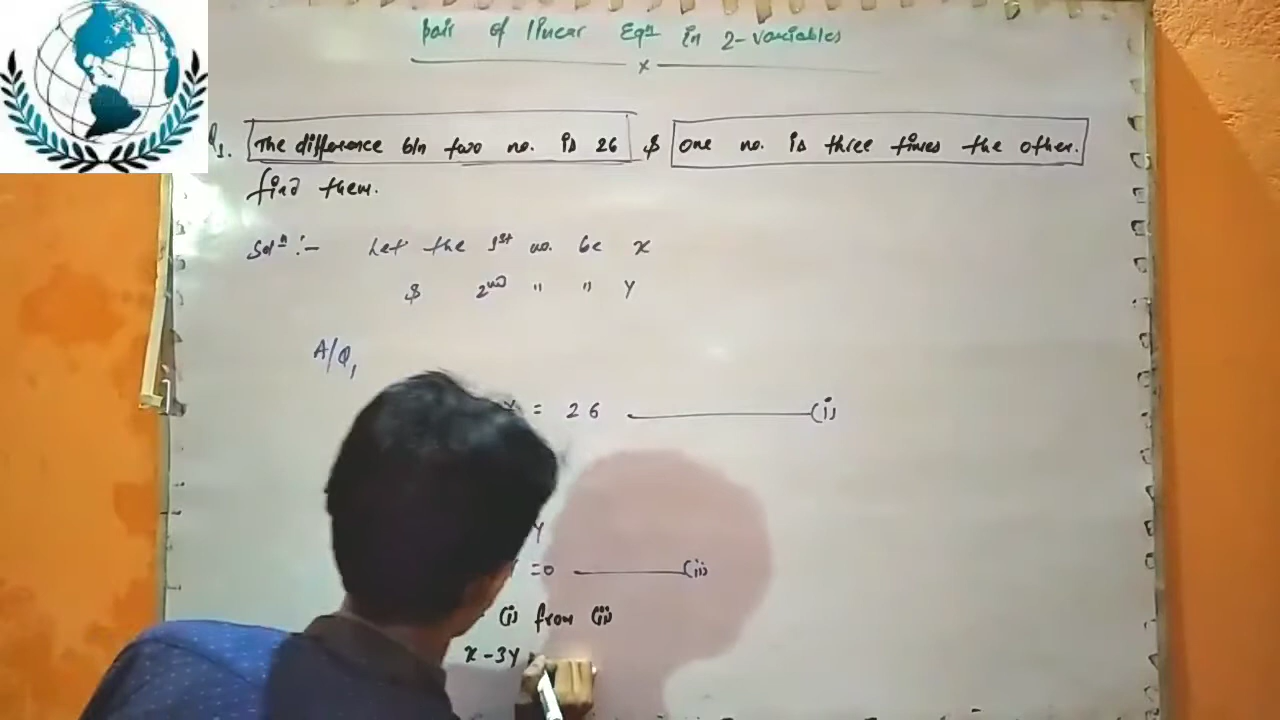 pair of linear Eqn in 2-variables
x
Q1. The difference b/n two no. is 26 & one no. is three times the other.
find them.
Soln :- Let the 1st no. be x
& 2nd " " y
A/Q,
y = 26 (i)
y
=0 (ii)
(i) from (ii)
x - 3y